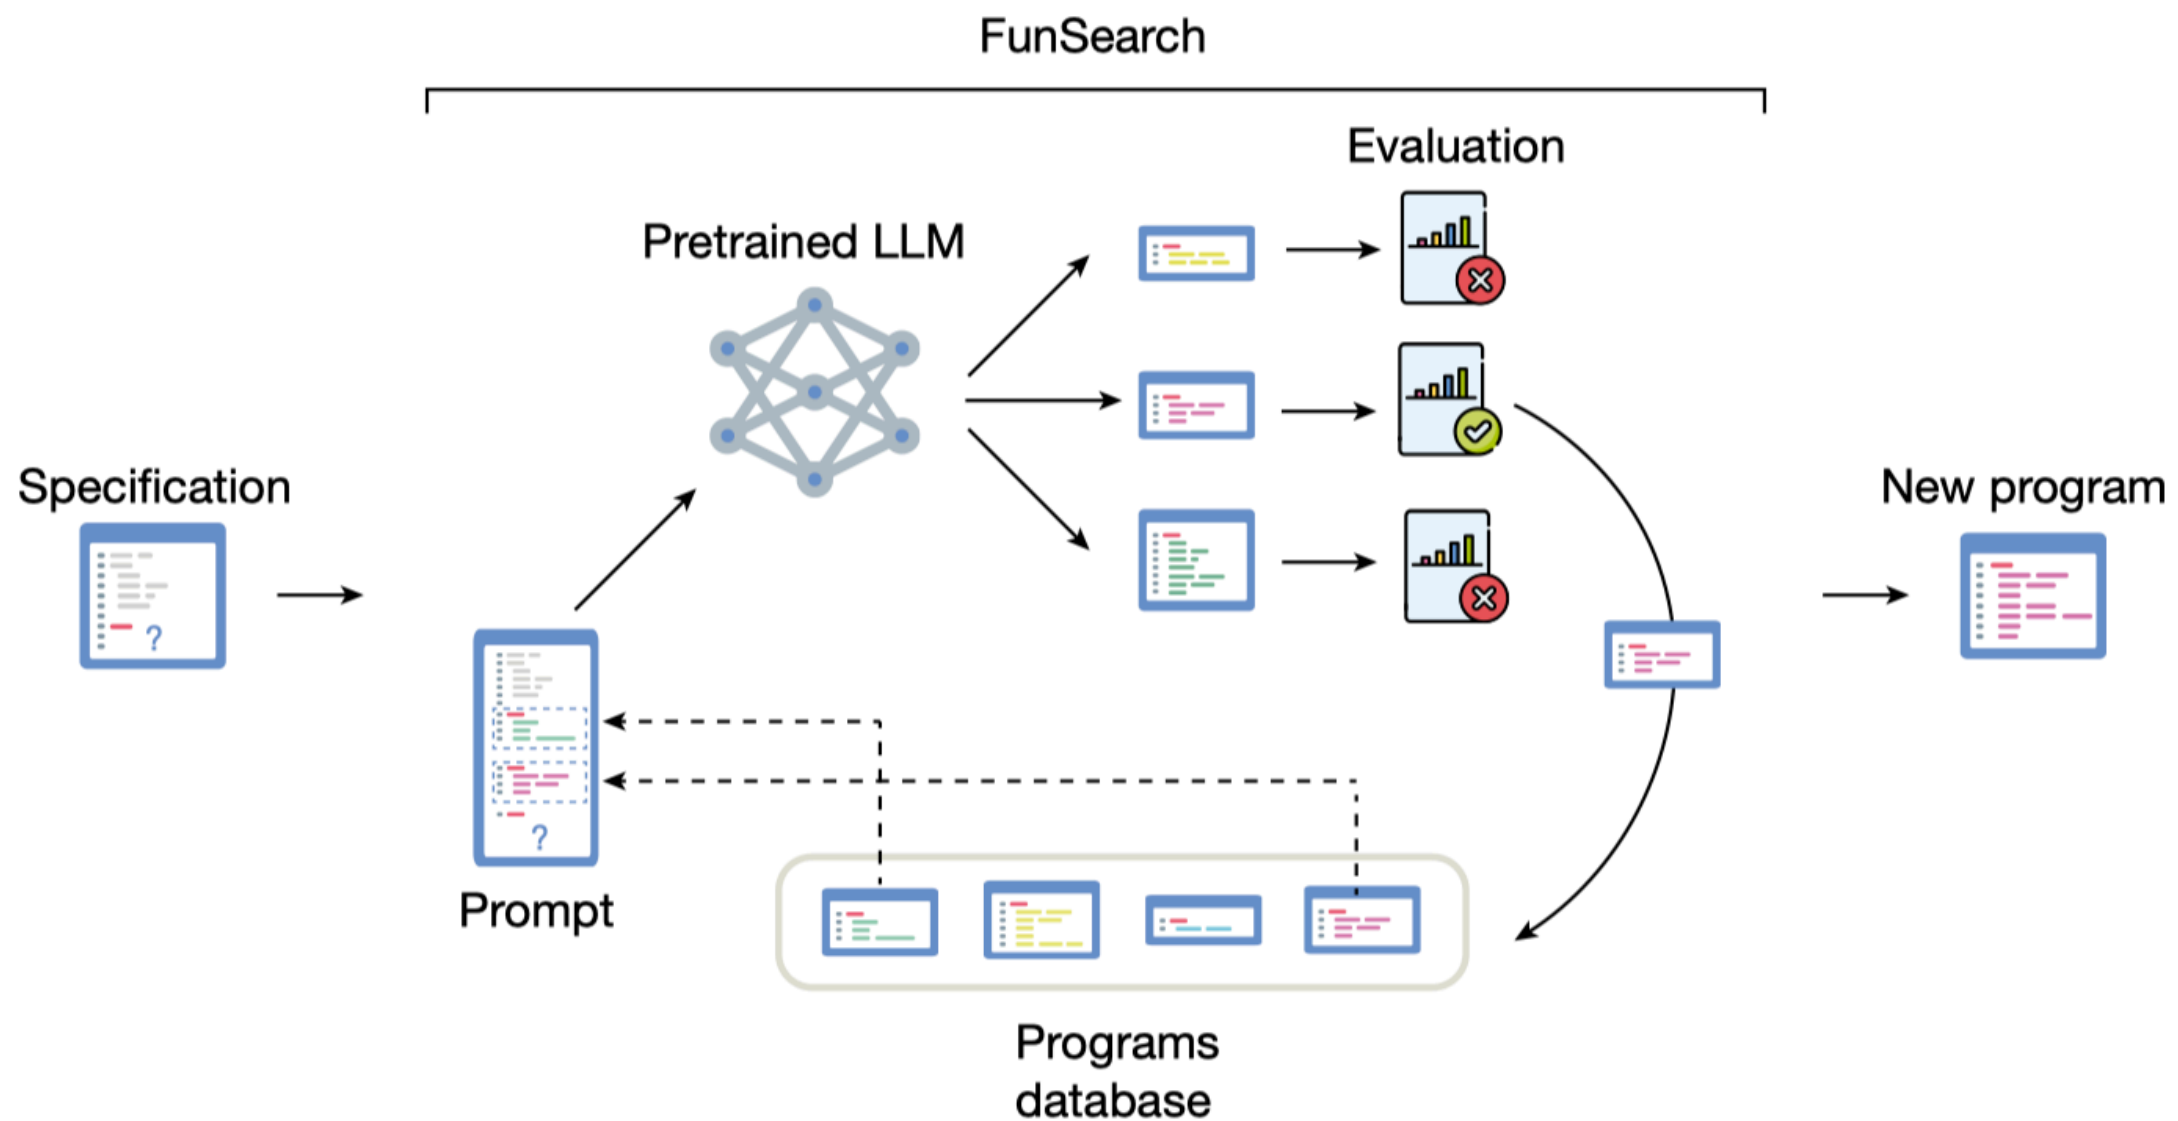 FunSearch
Evaluation
Pretrained LLM
Specification
?
New program
?
Prompt
Programs
database